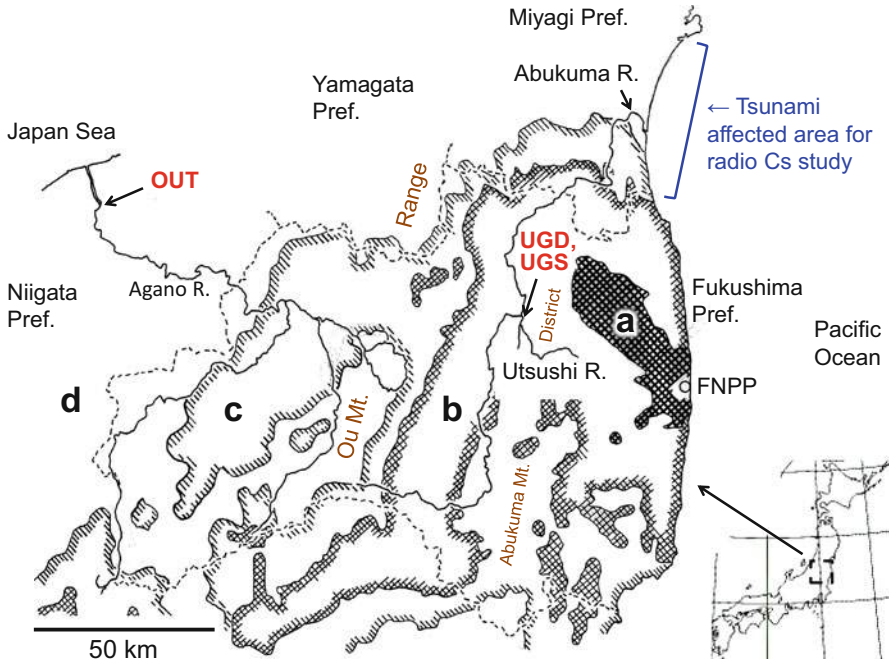 Miyagi Pref.
Abukuma R.
Yamagata
Pref.
← Tsunami
affected area for
radio Cs study
Japan Sea
OUT
Range
UGD,
UGS
Niigata
Pref.
Agano R.
District
a
Fukushima
Pref.
Pacific
Ocean
Utsushi R.
FNPP
d
c
b
Ou Mt.
Abukuma Mt.
50 km